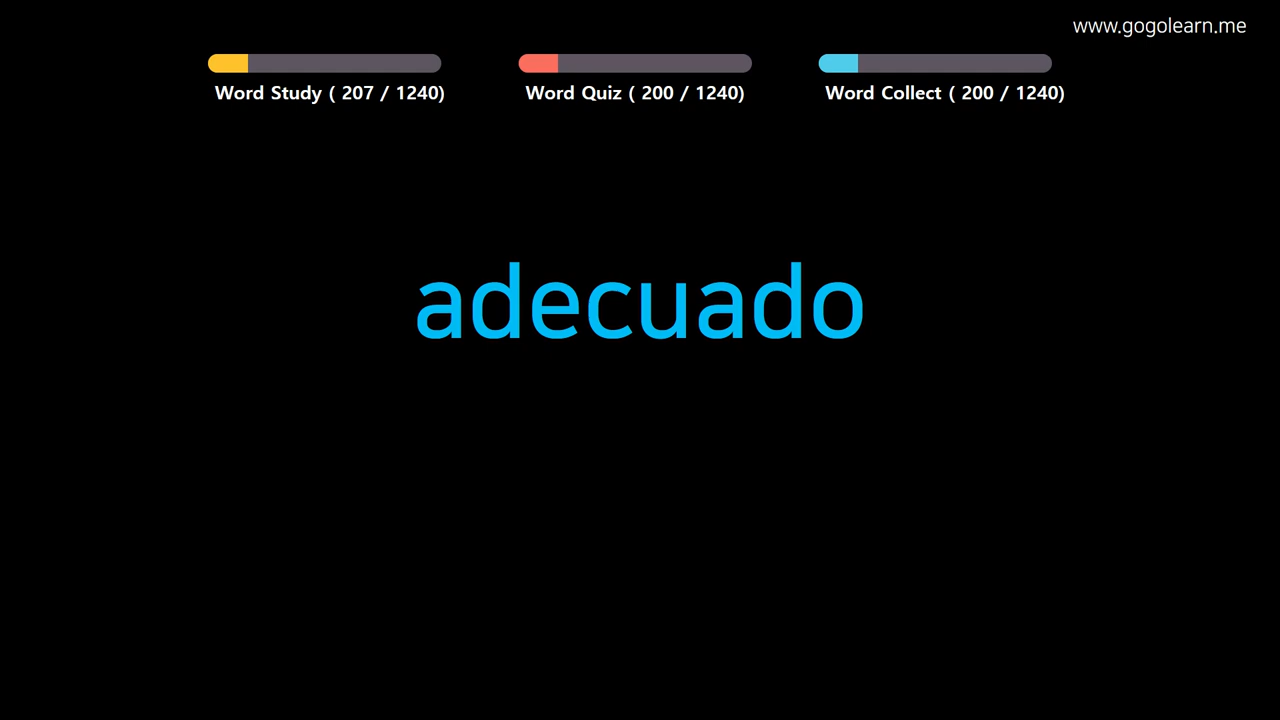 www.gogolearn.me
Word Study ( 207 / 1240)
Word Quiz ( 200 / 1240)
Word Collect ( 200 / 1240)
adecuado